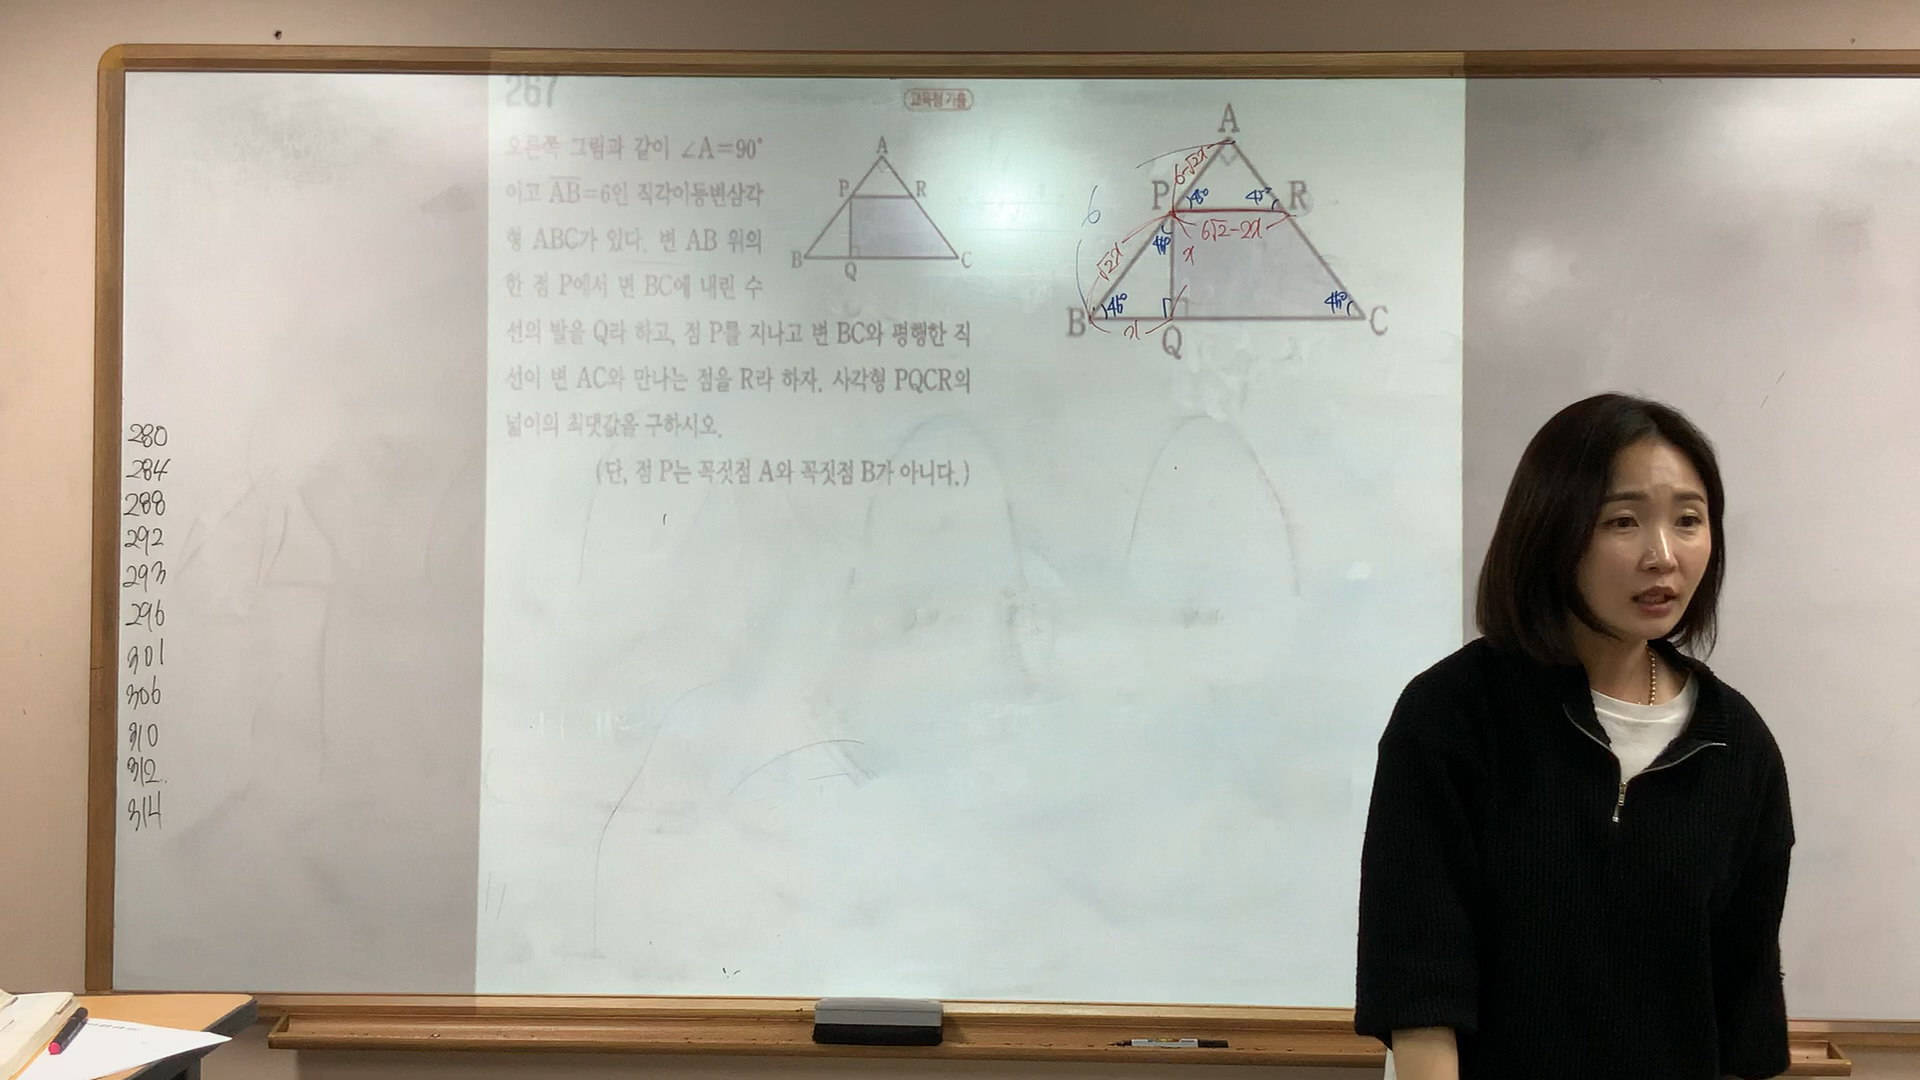 267
교육청기출
오른쪽 그림과 같이 ∠A=90°
이고 AB=6인 직각이등변삼각
형 ABC가 있다. 변 AB 위의
한 점 P에서 변 BC에 내린 수
선의 발을 Q라 하고, 점 P를 지나고 변 BC와 평행한 직
선이 변 AC와 만나는 점을 R라 하자. 사각형 PQCR의
넓이의 최댓값을 구하시오.
(단, 점 P는 꼭짓점 A와 꼭짓점 B가 아니다.)
A
P R
B Q C
A
6-√2x
P 45° 45° R
6
45° x 6√2-2x
√2x
B 45° 45° C
x
Q
280
284
288
292
293
296
301
306
310
312.
314